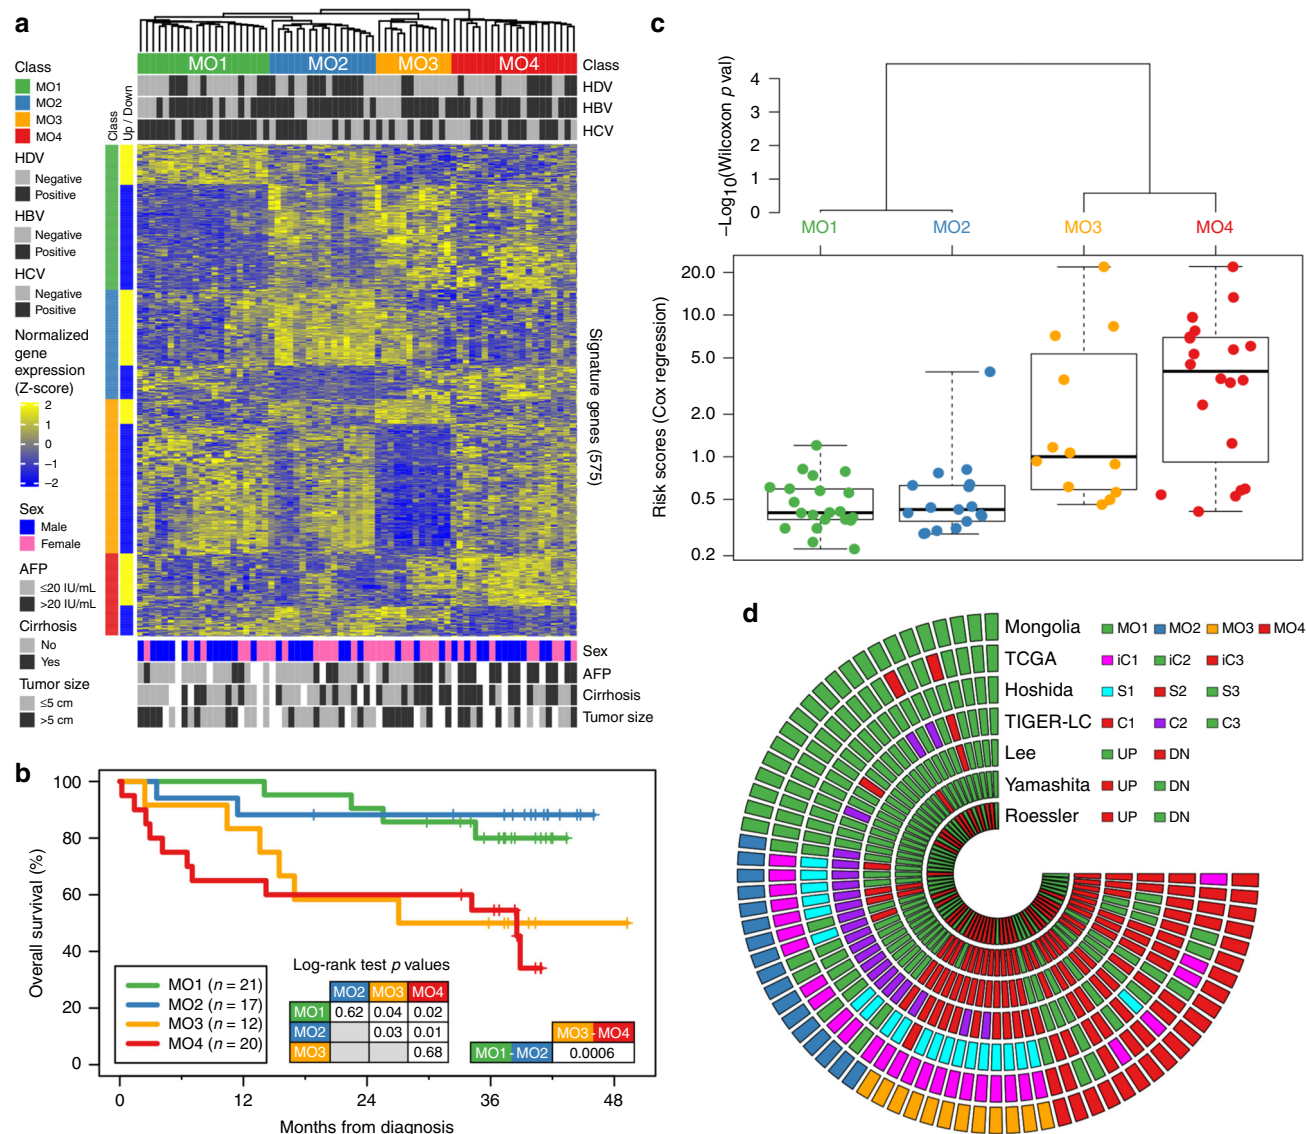 a
Class
MO1
MO2
MO3
MO4
HDV
Negative
Positive
HBV
Negative
Positive
HCV
Negative
Positive
Normalized
gene
expression
(Z-score)
2
1
0
−1
−2
Sex
Male
Female
AFP
≤20 IU/mL
>20 IU/mL
Cirrhosis
No
Yes
Tumor size
≤5 cm
>5 cm
Class
Up / Down
MO1 MO2 MO3 MO4
Class
HDV
HBV
HCV
Signature genes (575)
Sex
AFP
Cirrhosis
Tumor size
b
Overall survival (%)
100
80
60
40
20
0
0 12 24 36 48
Months from diagnosis
MO1 (n = 21)
MO2 (n = 17)
MO3 (n = 12)
MO4 (n = 20)
Log-rank test p values
MO2 MO3 MO4
MO1 0.62 0.04 0.02
MO2 0.03 0.01
MO3 0.68
MO3 - MO4
MO1 - MO2 0.0006
c
−Log10(Wilcoxon p val)
4
3
2
1
0
MO1 MO2 MO3 MO4
Risk scores (Cox regression)
20.0
10.0
5.0
2.0
1.0
0.5
0.2
d
Mongolia MO1 MO2 MO3 MO4
TCGA iC1 iC2 iC3
Hoshida S1 S2 S3
TIGER-LC C1 C2 C3
Lee UP DN
Yamashita UP DN
Roessler UP DN